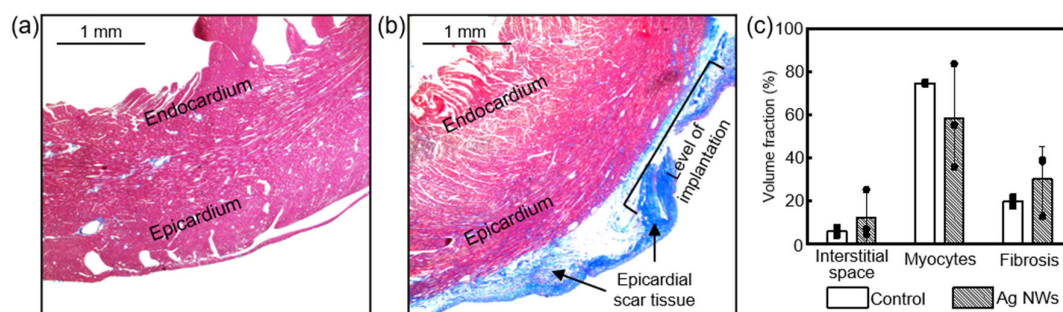 (a)
1 mm
Endocardium
Epicardium
(b)
1 mm
Endocardium
Epicardium
Level of
implantation
Epicardial
scar tissue
(c)
Volume fraction (%)
100
80
60
40
20
0
Interstitial
space
Myocytes
Fibrosis
Control
Ag NWs